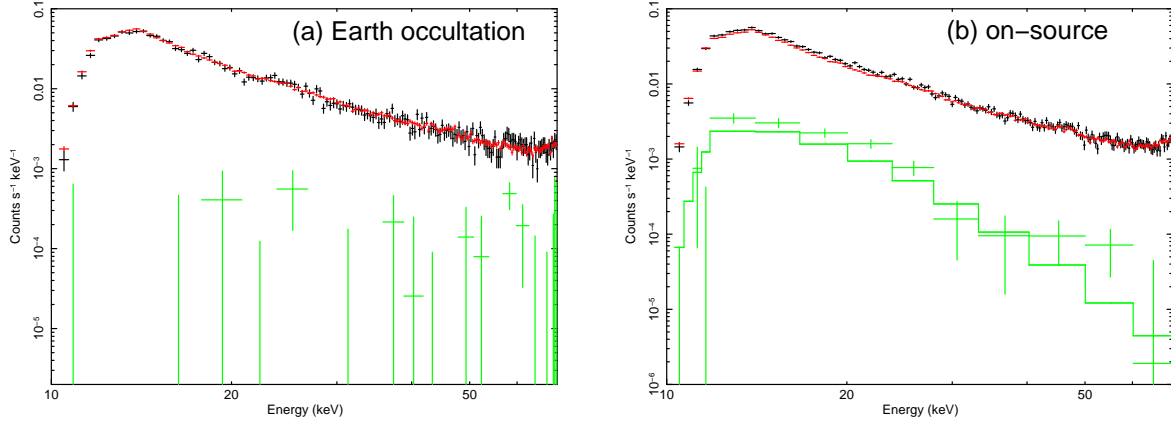 (a) Earth occultation
Counts s⁻¹ keV⁻¹
0.01
10⁻³
10⁻⁴
10⁻⁵
10
20
50
Energy (keV)
(b) on−source
Counts s⁻¹ keV⁻¹
0.1
0.01
10⁻³
10⁻⁴
10⁻⁵
10⁻⁶
10
20
50
Energy (keV)